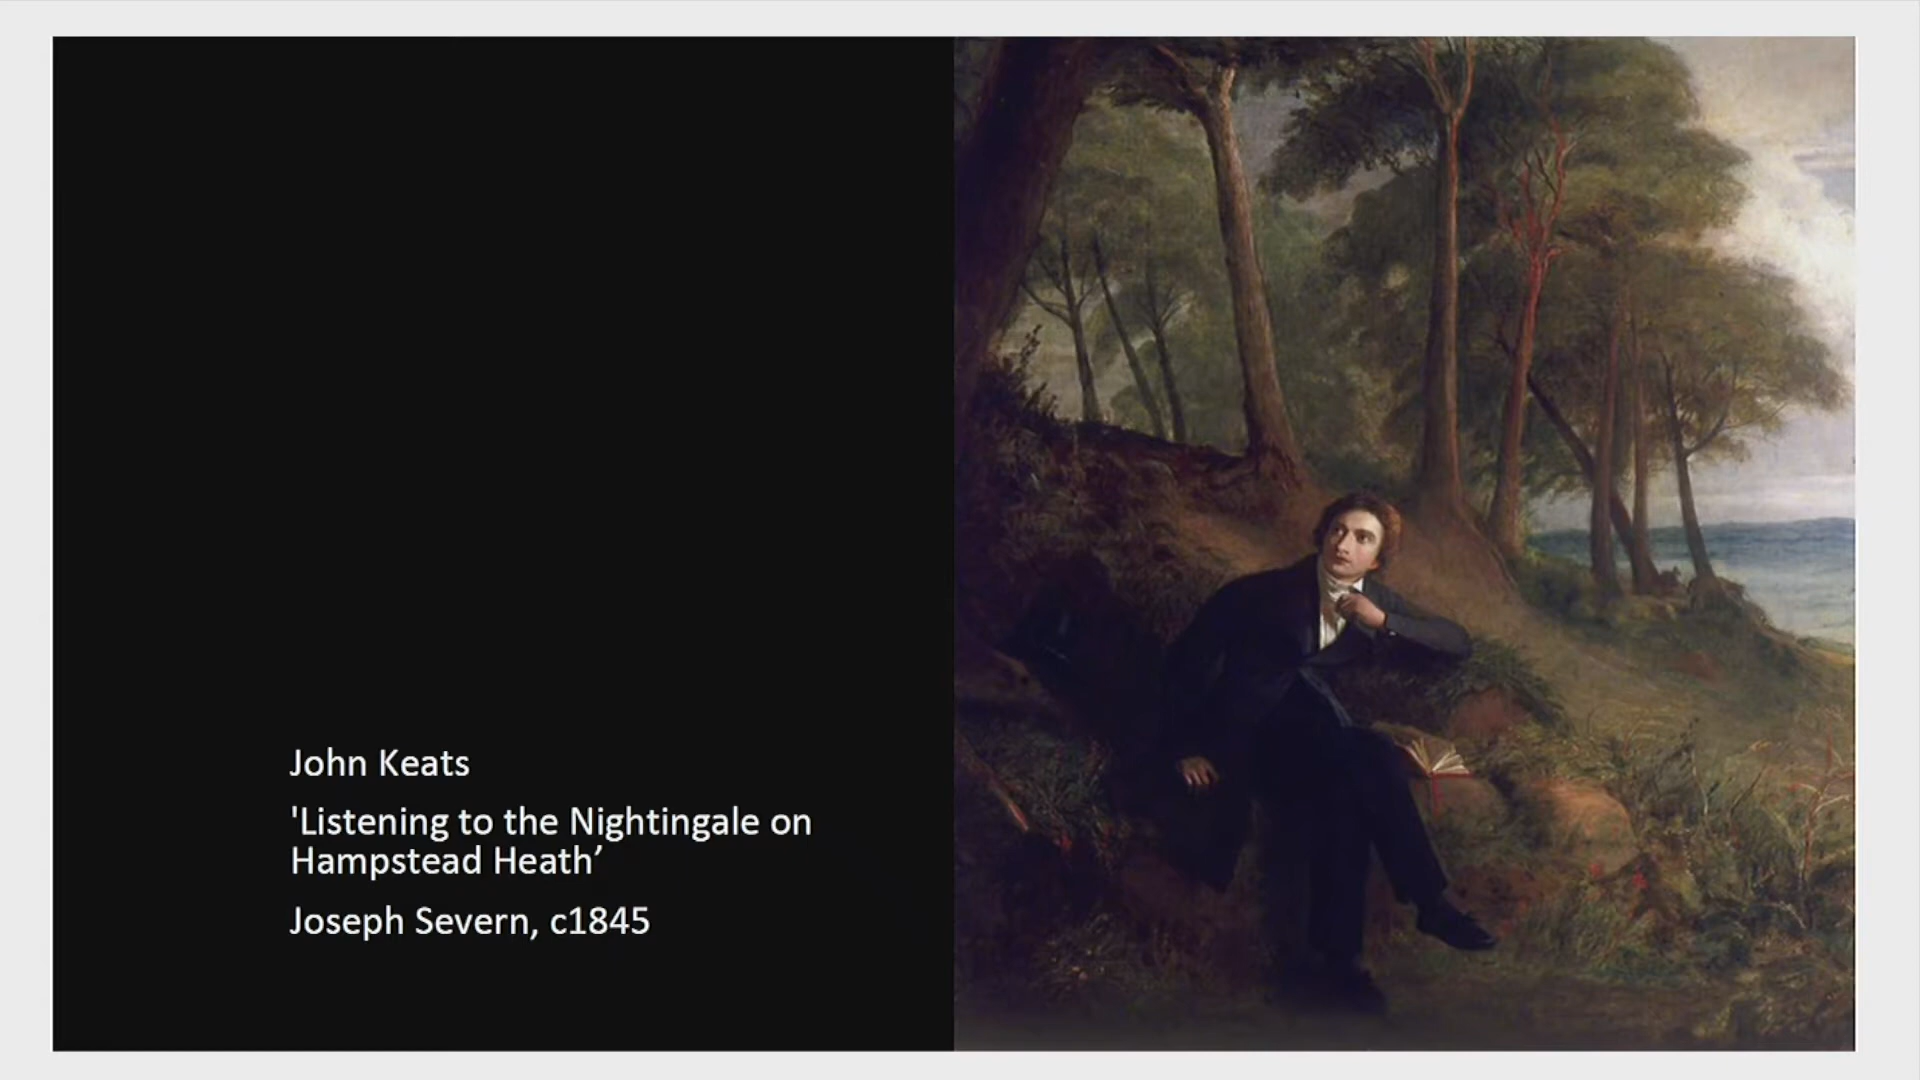 John Keats
'Listening to the Nightingale on
Hampstead Heath’
Joseph Severn, c1845